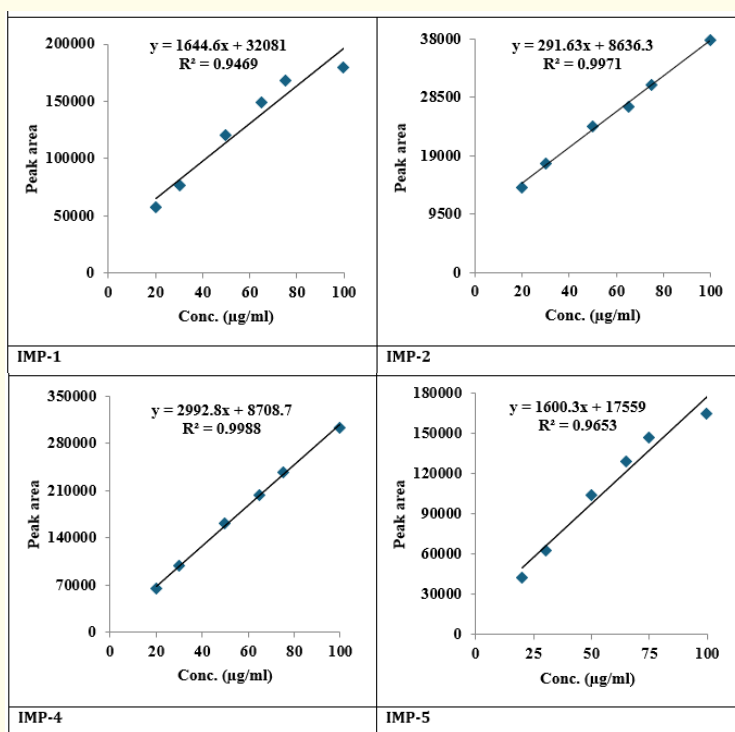 y = 1644.6x + 32081
R² = 0.9469
200000
150000
100000
50000
0
Peak area
0 20 40 60 80 100
Conc. (µg/ml)
IMP-1
y = 291.63x + 8636.3
R² = 0.9971
38000
28500
19000
9500
0
Peak area
0 20 40 60 80 100
Conc. (µg/ml)
IMP-2
y = 2992.8x + 8708.7
R² = 0.9988
350000
280000
210000
140000
70000
0
Peak area
0 20 40 60 80 100
Conc. (µg/ml)
IMP-4
y = 1600.3x + 17559
R² = 0.9653
180000
150000
120000
90000
60000
30000
0
Peak area
0 25 50 75 100
Conc. (µg/ml)
IMP-5